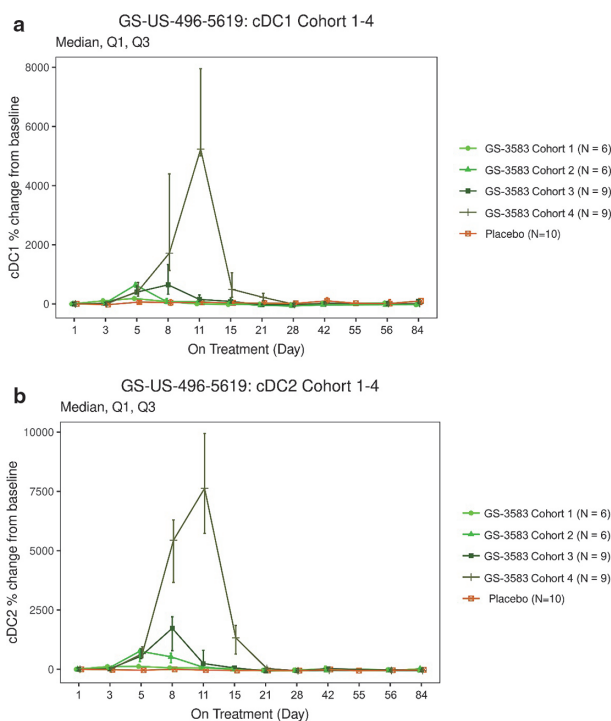 a
GS-US-496-5619: cDC1 Cohort 1-4
Median, Q1, Q3
cDC1 % change from baseline
8000
6000
4000
2000
0
1 3 5 8 11 15 21 28 42 55 56 84
On Treatment (Day)
GS-3583 Cohort 1 (N = 6)
GS-3583 Cohort 2 (N = 6)
GS-3583 Cohort 3 (N = 9)
GS-3583 Cohort 4 (N = 9)
Placebo (N=10)
b
GS-US-496-5619: cDC2 Cohort 1-4
Median, Q1, Q3
cDC2 % change from baseline
10000
7500
5000
2500
0
1 3 5 8 11 15 21 28 42 55 56 84
On Treatment (Day)
GS-3583 Cohort 1 (N = 6)
GS-3583 Cohort 2 (N = 6)
GS-3583 Cohort 3 (N = 9)
GS-3583 Cohort 4 (N = 9)
Placebo (N=10)